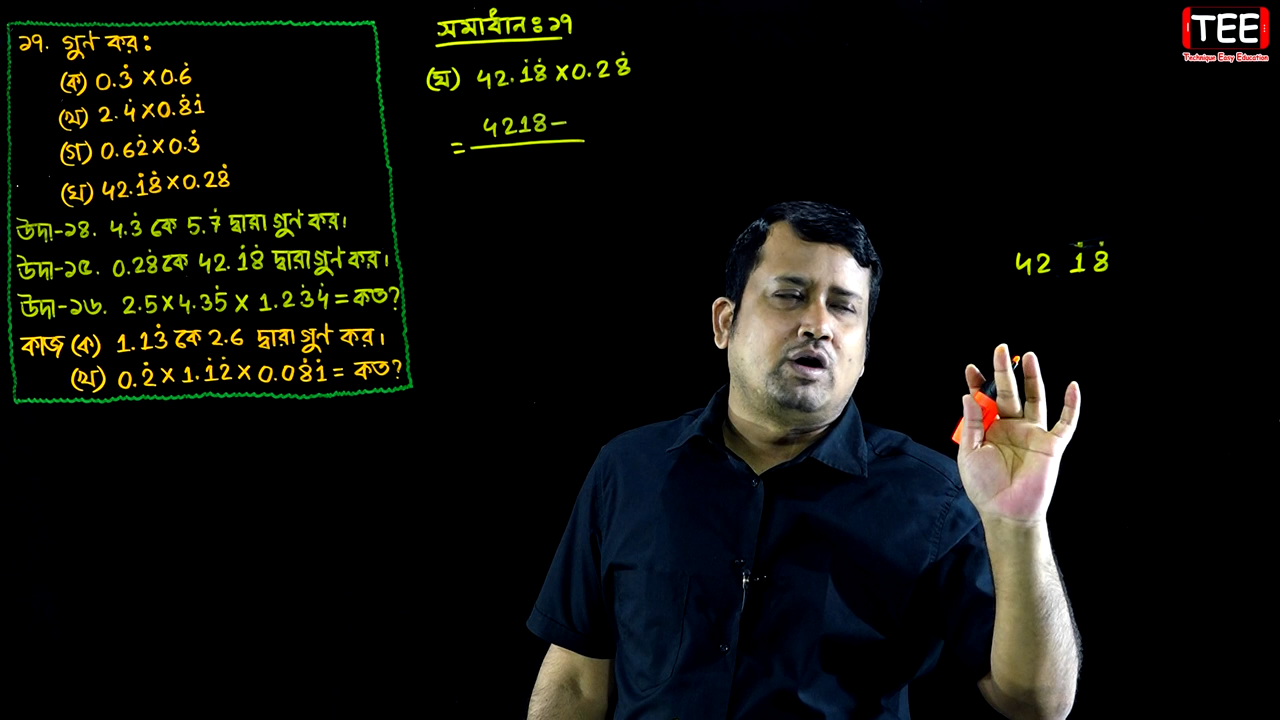 ১৭. গুণ কর:
(ক) 0.3̇ × 0.6̇
(খ) 2.4̇ × 0.8̇1̇
(গ) 0.62̇ × 0.3̇
(ঘ) 42.1̇8̇ × 0.28̇
উদা-১৪. 4.3̇ কে 5.7̇ দ্বারা গুণ কর।
উদা-১৫. 0.28̇ কে 42.1̇8̇ দ্বারা গুণ কর।
উদা-১৬. 2.5 × 4.35̇ × 1.23̇4̇ = কত?
কাজ (ক) 1.13̇ কে 2.6 দ্বারা গুণ কর।
(খ) 0.2̇ × 1.1̇2̇ × 0.08̇1̇ = কত?
সমাধানঃ ১৭
(ঘ) 42.1̇8̇ × 0.28̇
= 4218 −
42 1̇8̇
TEE
Technique Easy Education